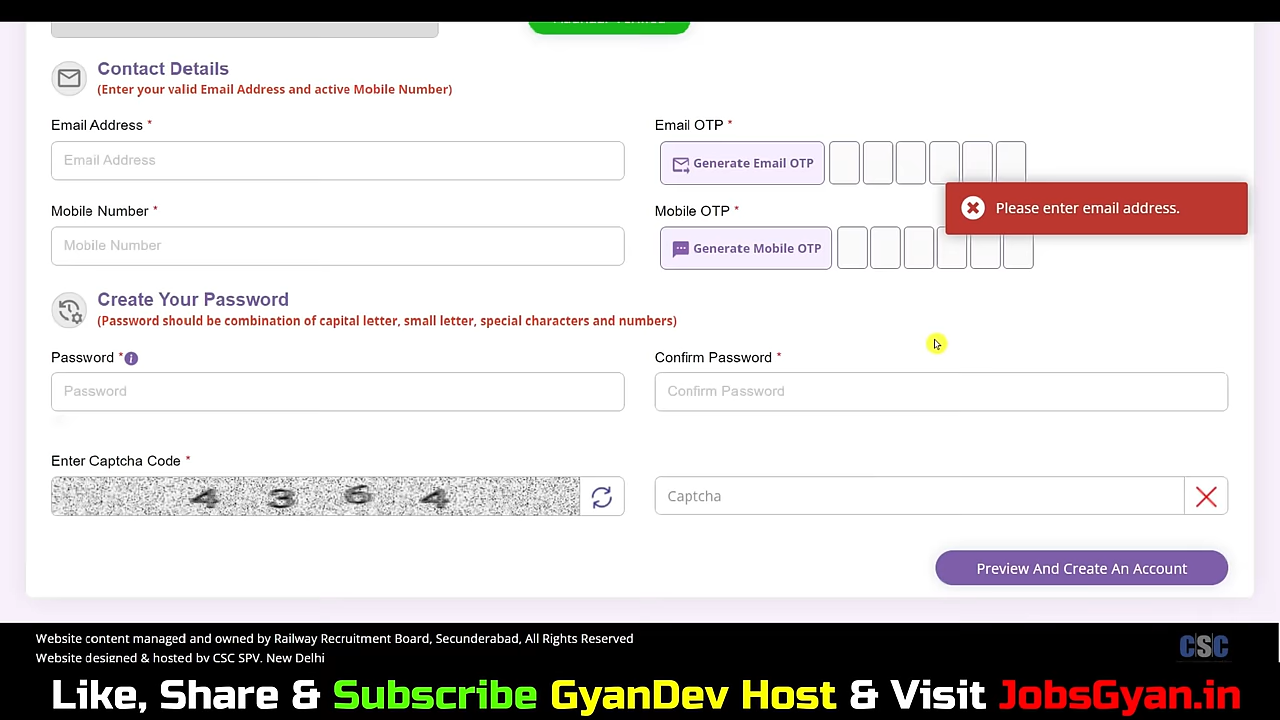 Contact Details
(Enter your valid Email Address and active Mobile Number)
Email Address *
Email OTP *
Email Address
Generate Email OTP
Please enter email address.
Mobile Number *
Mobile OTP *
Mobile Number
Generate Mobile OTP
Create Your Password
(Password should be combination of capital letter, small letter, special characters and numbers)
Password * i
Confirm Password *
Password
Confirm Password
Enter Captcha Code *
4 3 6 4
Captcha
Preview And Create An Account
Website content managed and owned by Railway Recruitment Board, Secunderabad, All Rights Reserved
Website designed & hosted by CSC SPV. New Delhi
CSC
Like, Share & Subscribe GyanDev Host & Visit JobsGyan.in